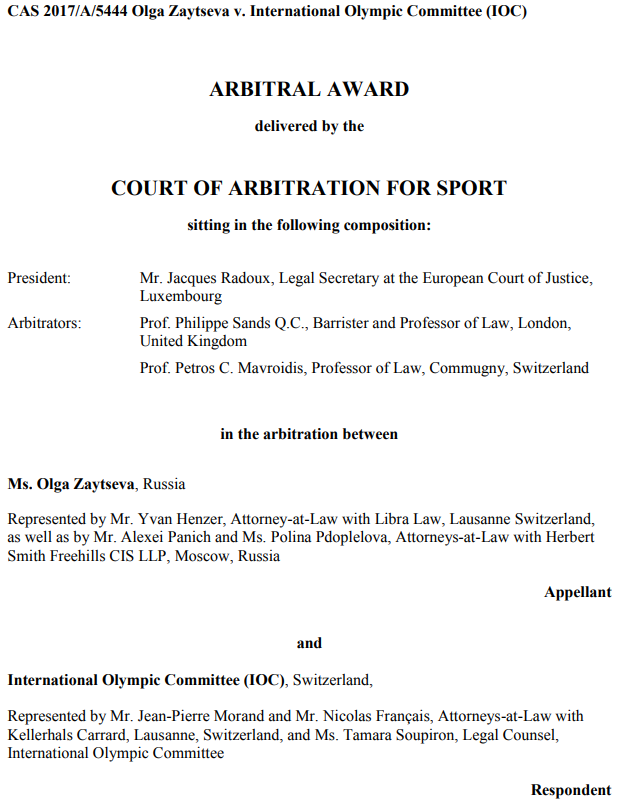 CAS 2017/A/5444 Olga Zaytseva v. International Olympic Committee (IOC)
ARBITRAL AWARD
delivered by the
COURT OF ARBITRATION FOR SPORT
sitting in the following composition:
President: Mr. Jacques Radoux, Legal Secretary at the European Court of Justice,
Luxembourg
Arbitrators: Prof. Philippe Sands Q.C., Barrister and Professor of Law, London,
United Kingdom
Prof. Petros C. Mavroidis, Professor of Law, Commugny, Switzerland
in the arbitration between
Ms. Olga Zaytseva, Russia
Represented by Mr. Yvan Henzer, Attorney-at-Law with Libra Law, Lausanne Switzerland,
as well as by Mr. Alexei Panich and Ms. Polina Pdoplelova, Attorneys-at-Law with Herbert
Smith Freehills CIS LLP, Moscow, Russia
Appellant
and
International Olympic Committee (IOC), Switzerland,
Represented by Mr. Jean-Pierre Morand and Mr. Nicolas Français, Attorneys-at-Law with
Kellerhals Carrard, Lausanne, Switzerland, and Ms. Tamara Soupiron, Legal Counsel,
International Olympic Committee
Respondent